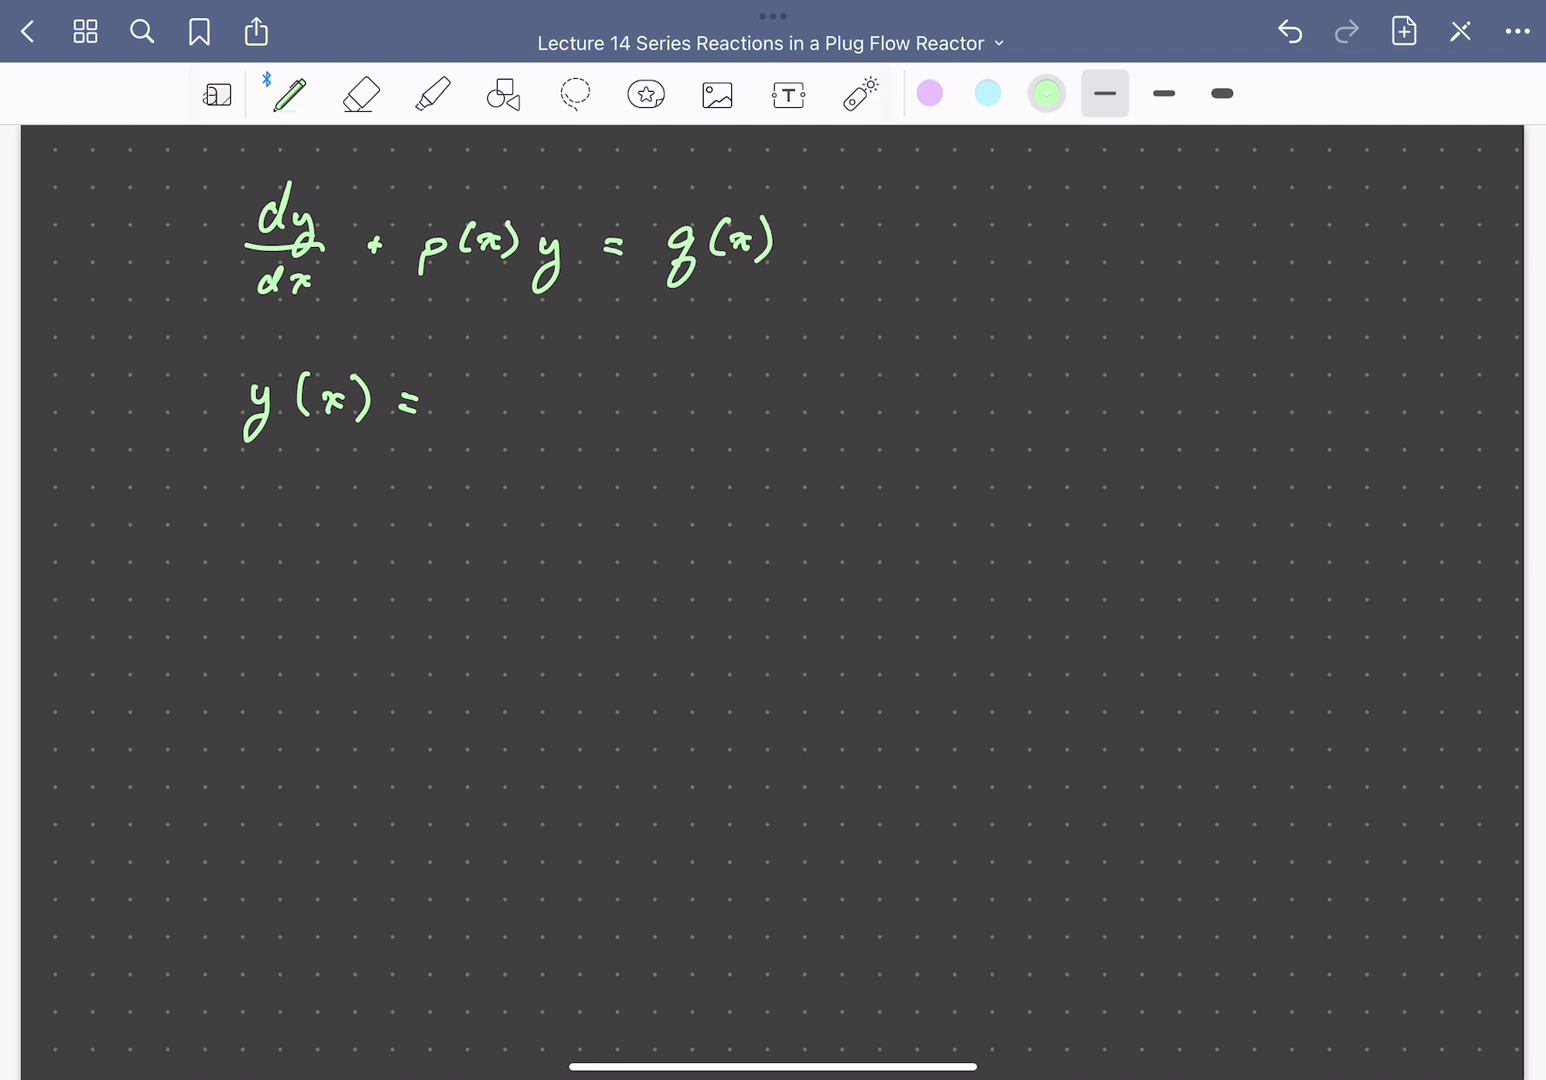 Lecture 14 Series Reactions in a Plug Flow Reactor
T
dy/dx + p(x) y = q(x)
y(x) =